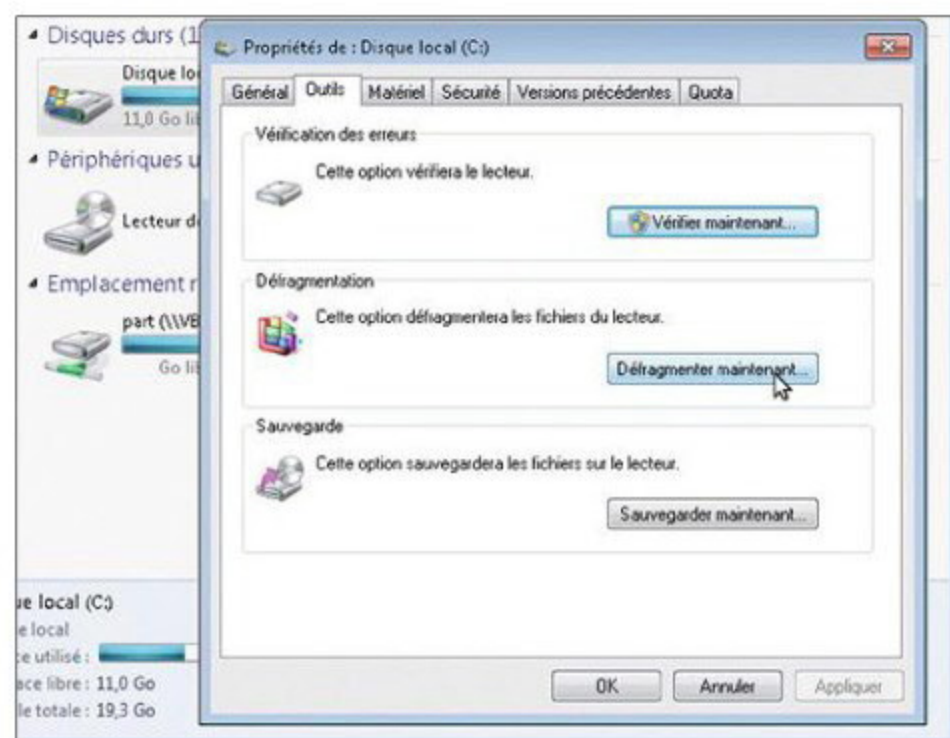 Disques durs (1
Disque lo
11,0 Go li
Périphériques u
Lecteur d
Emplacement r
part (\\VB
Go li
Propriétés de : Disque local (C:)
Général Outils Matériel Sécurité Versions précédentes Quota
Vérification des erreurs
Cette option vérifiera le lecteur.
Vérifier maintenant...
Défragmentation
Cette option défragmentera les fichiers du lecteur.
Défragmenter maintenant...
Sauvegarde
Cette option sauvegardera les fichiers sur le lecteur.
Sauvegarder maintenant...
ue local (C:)
e local
ce utilisé :
ace libre : 11,0 Go
le totale : 19,3 Go
OK Annuler Appliquer